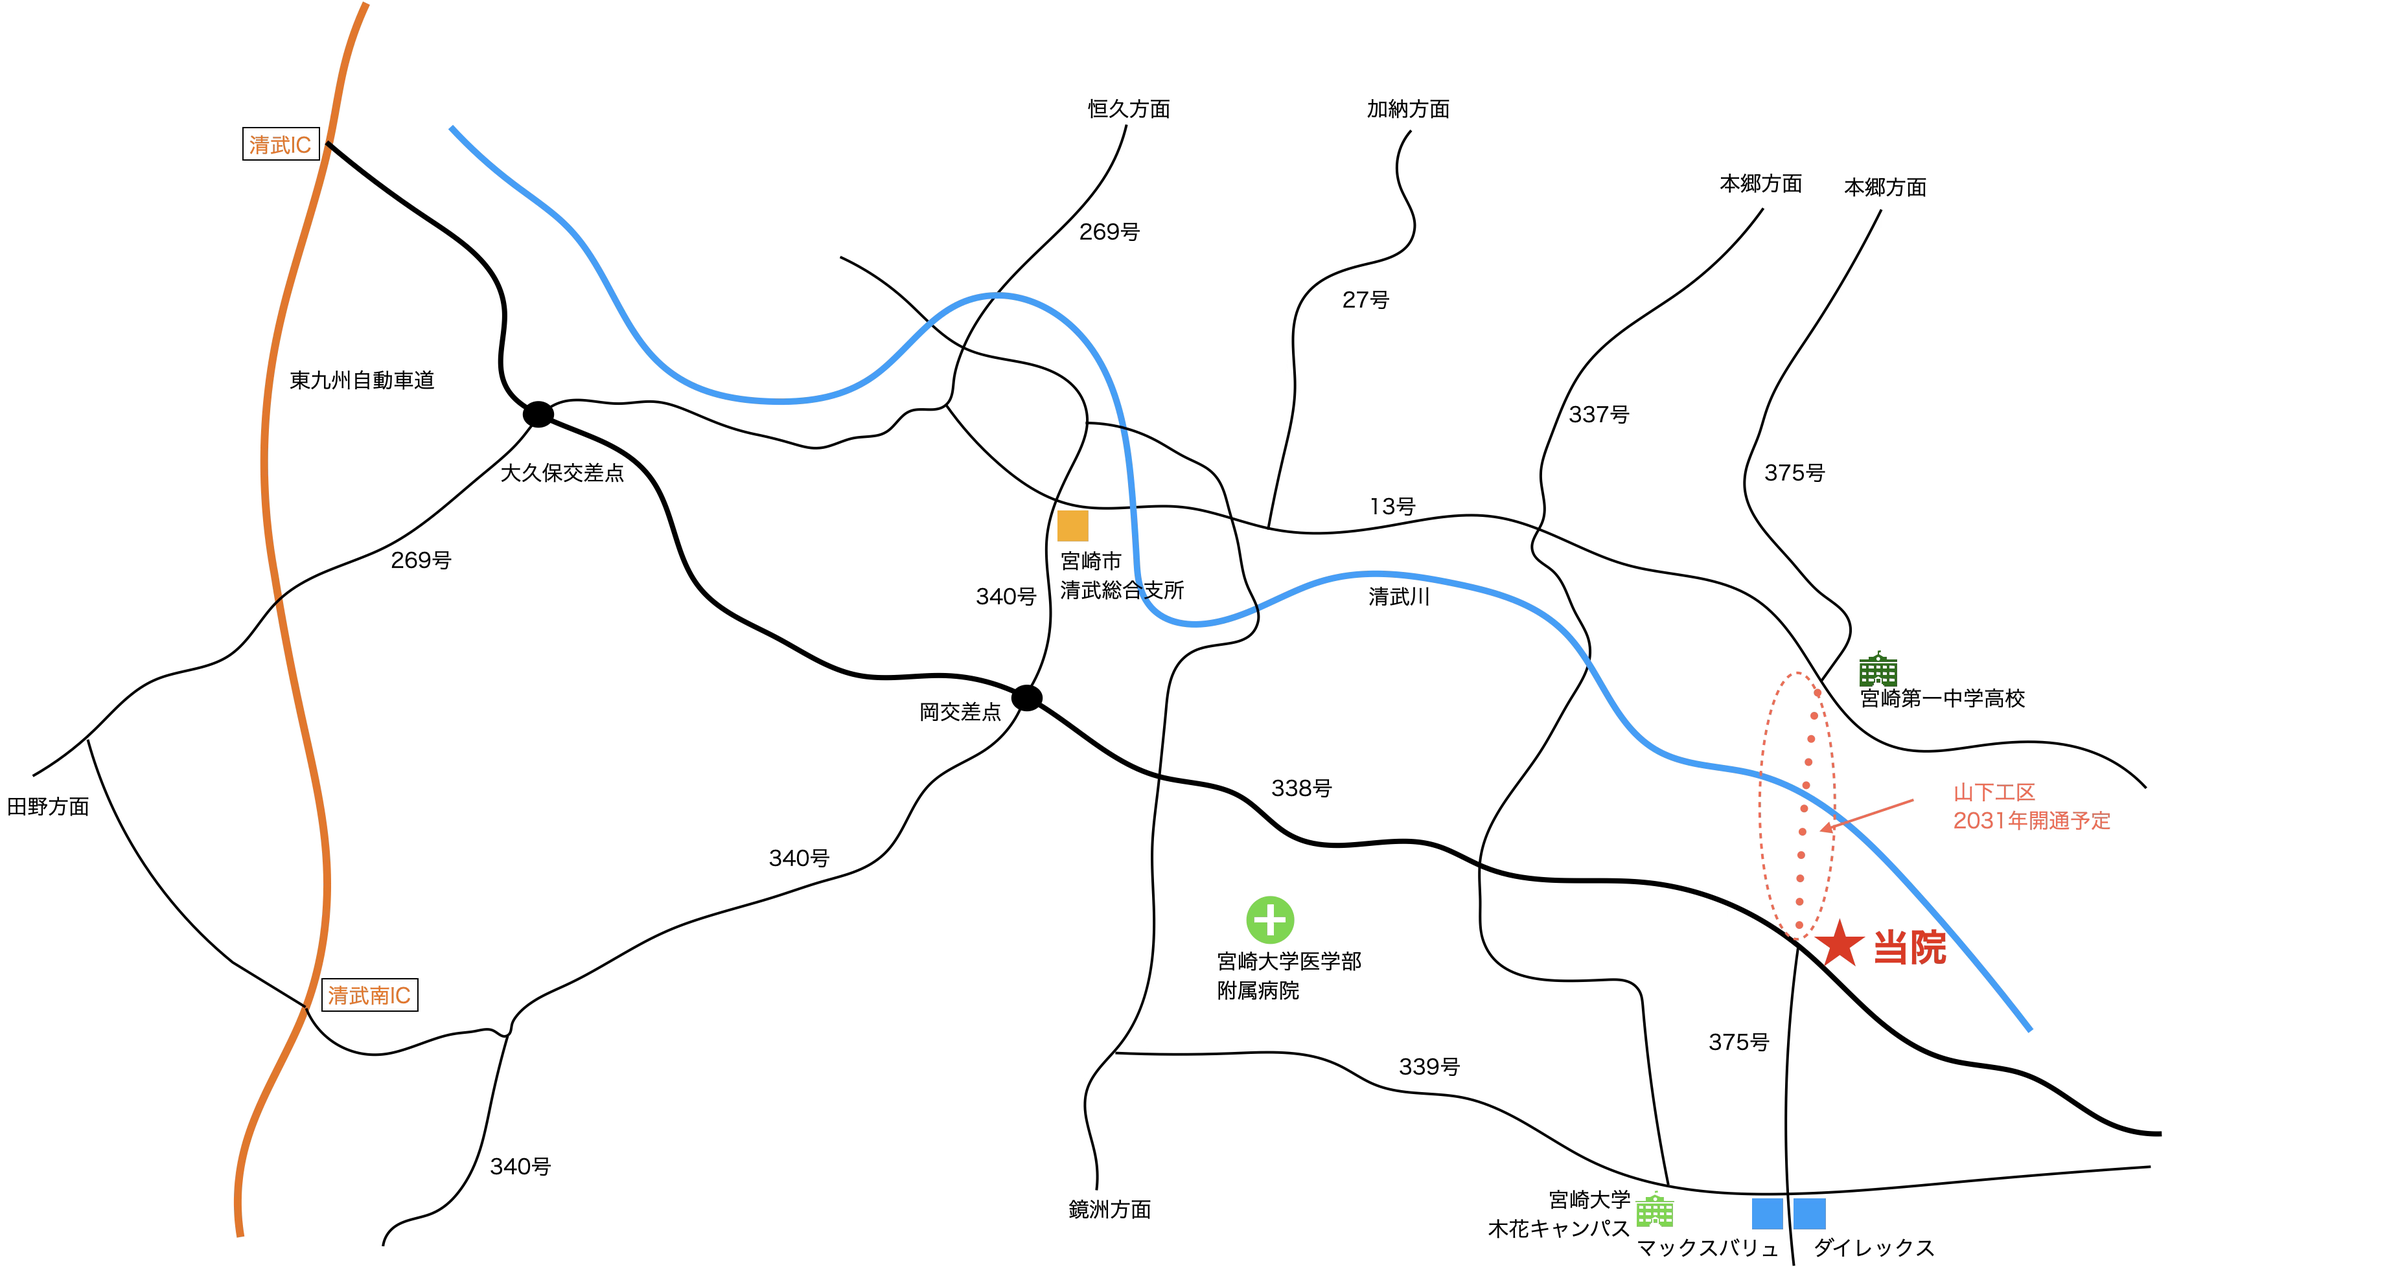 恒久方面
加納方面
清武IC
本郷方面
本郷方面
269号
27号
東九州自動車道
337号
大久保交差点
375号
13号
269号
宮崎市
清武総合支所
340号
清武川
宮崎第一中学高校
岡交差点
338号
山下工区
2031年開通予定
田野方面
340号
当院
宮崎大学医学部
附属病院
清武南IC
375号
339号
340号
鏡洲方面
宮崎大学
木花キャンパス
マックスバリュ
ダイレックス